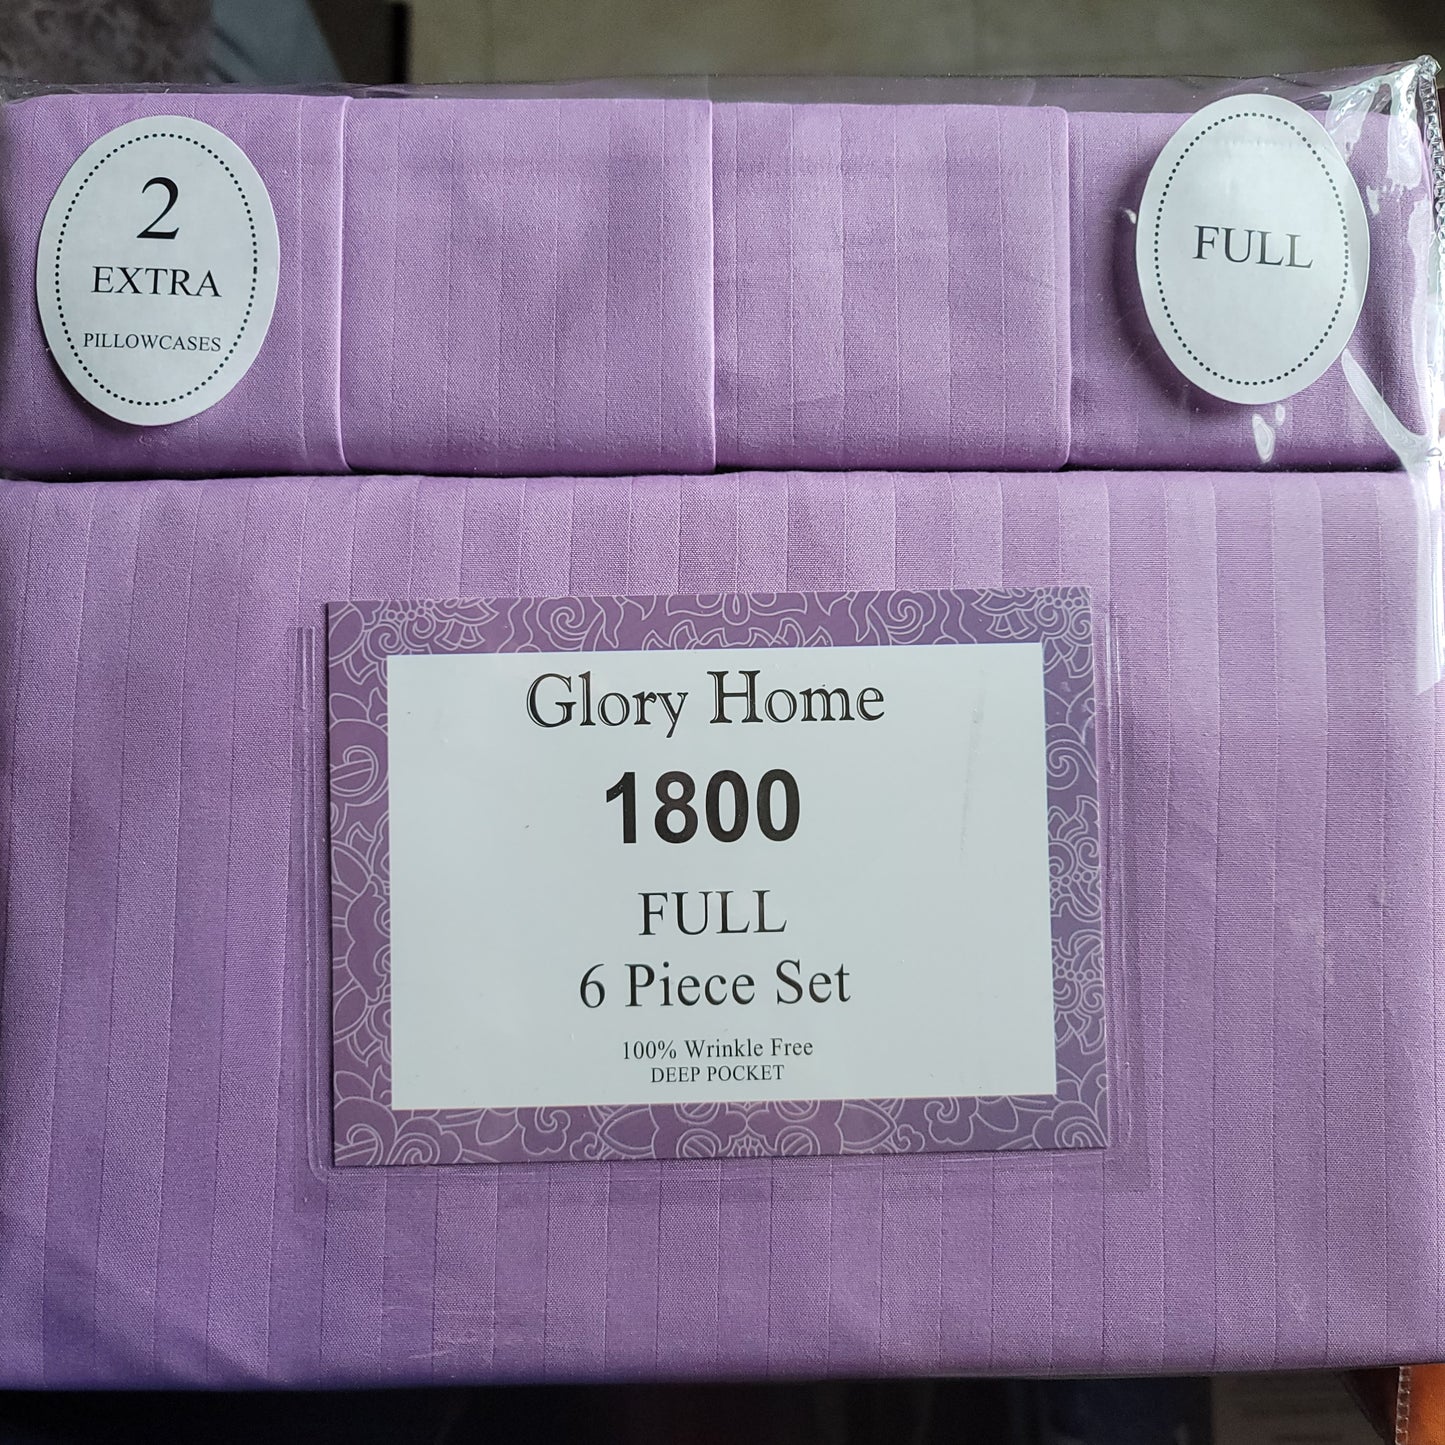 2
EXTRA
PILLOWCASES
FULL
Glory Home
1800
FULL
6 Piece Set
100% Wrinkle Free
DEEP POCKET